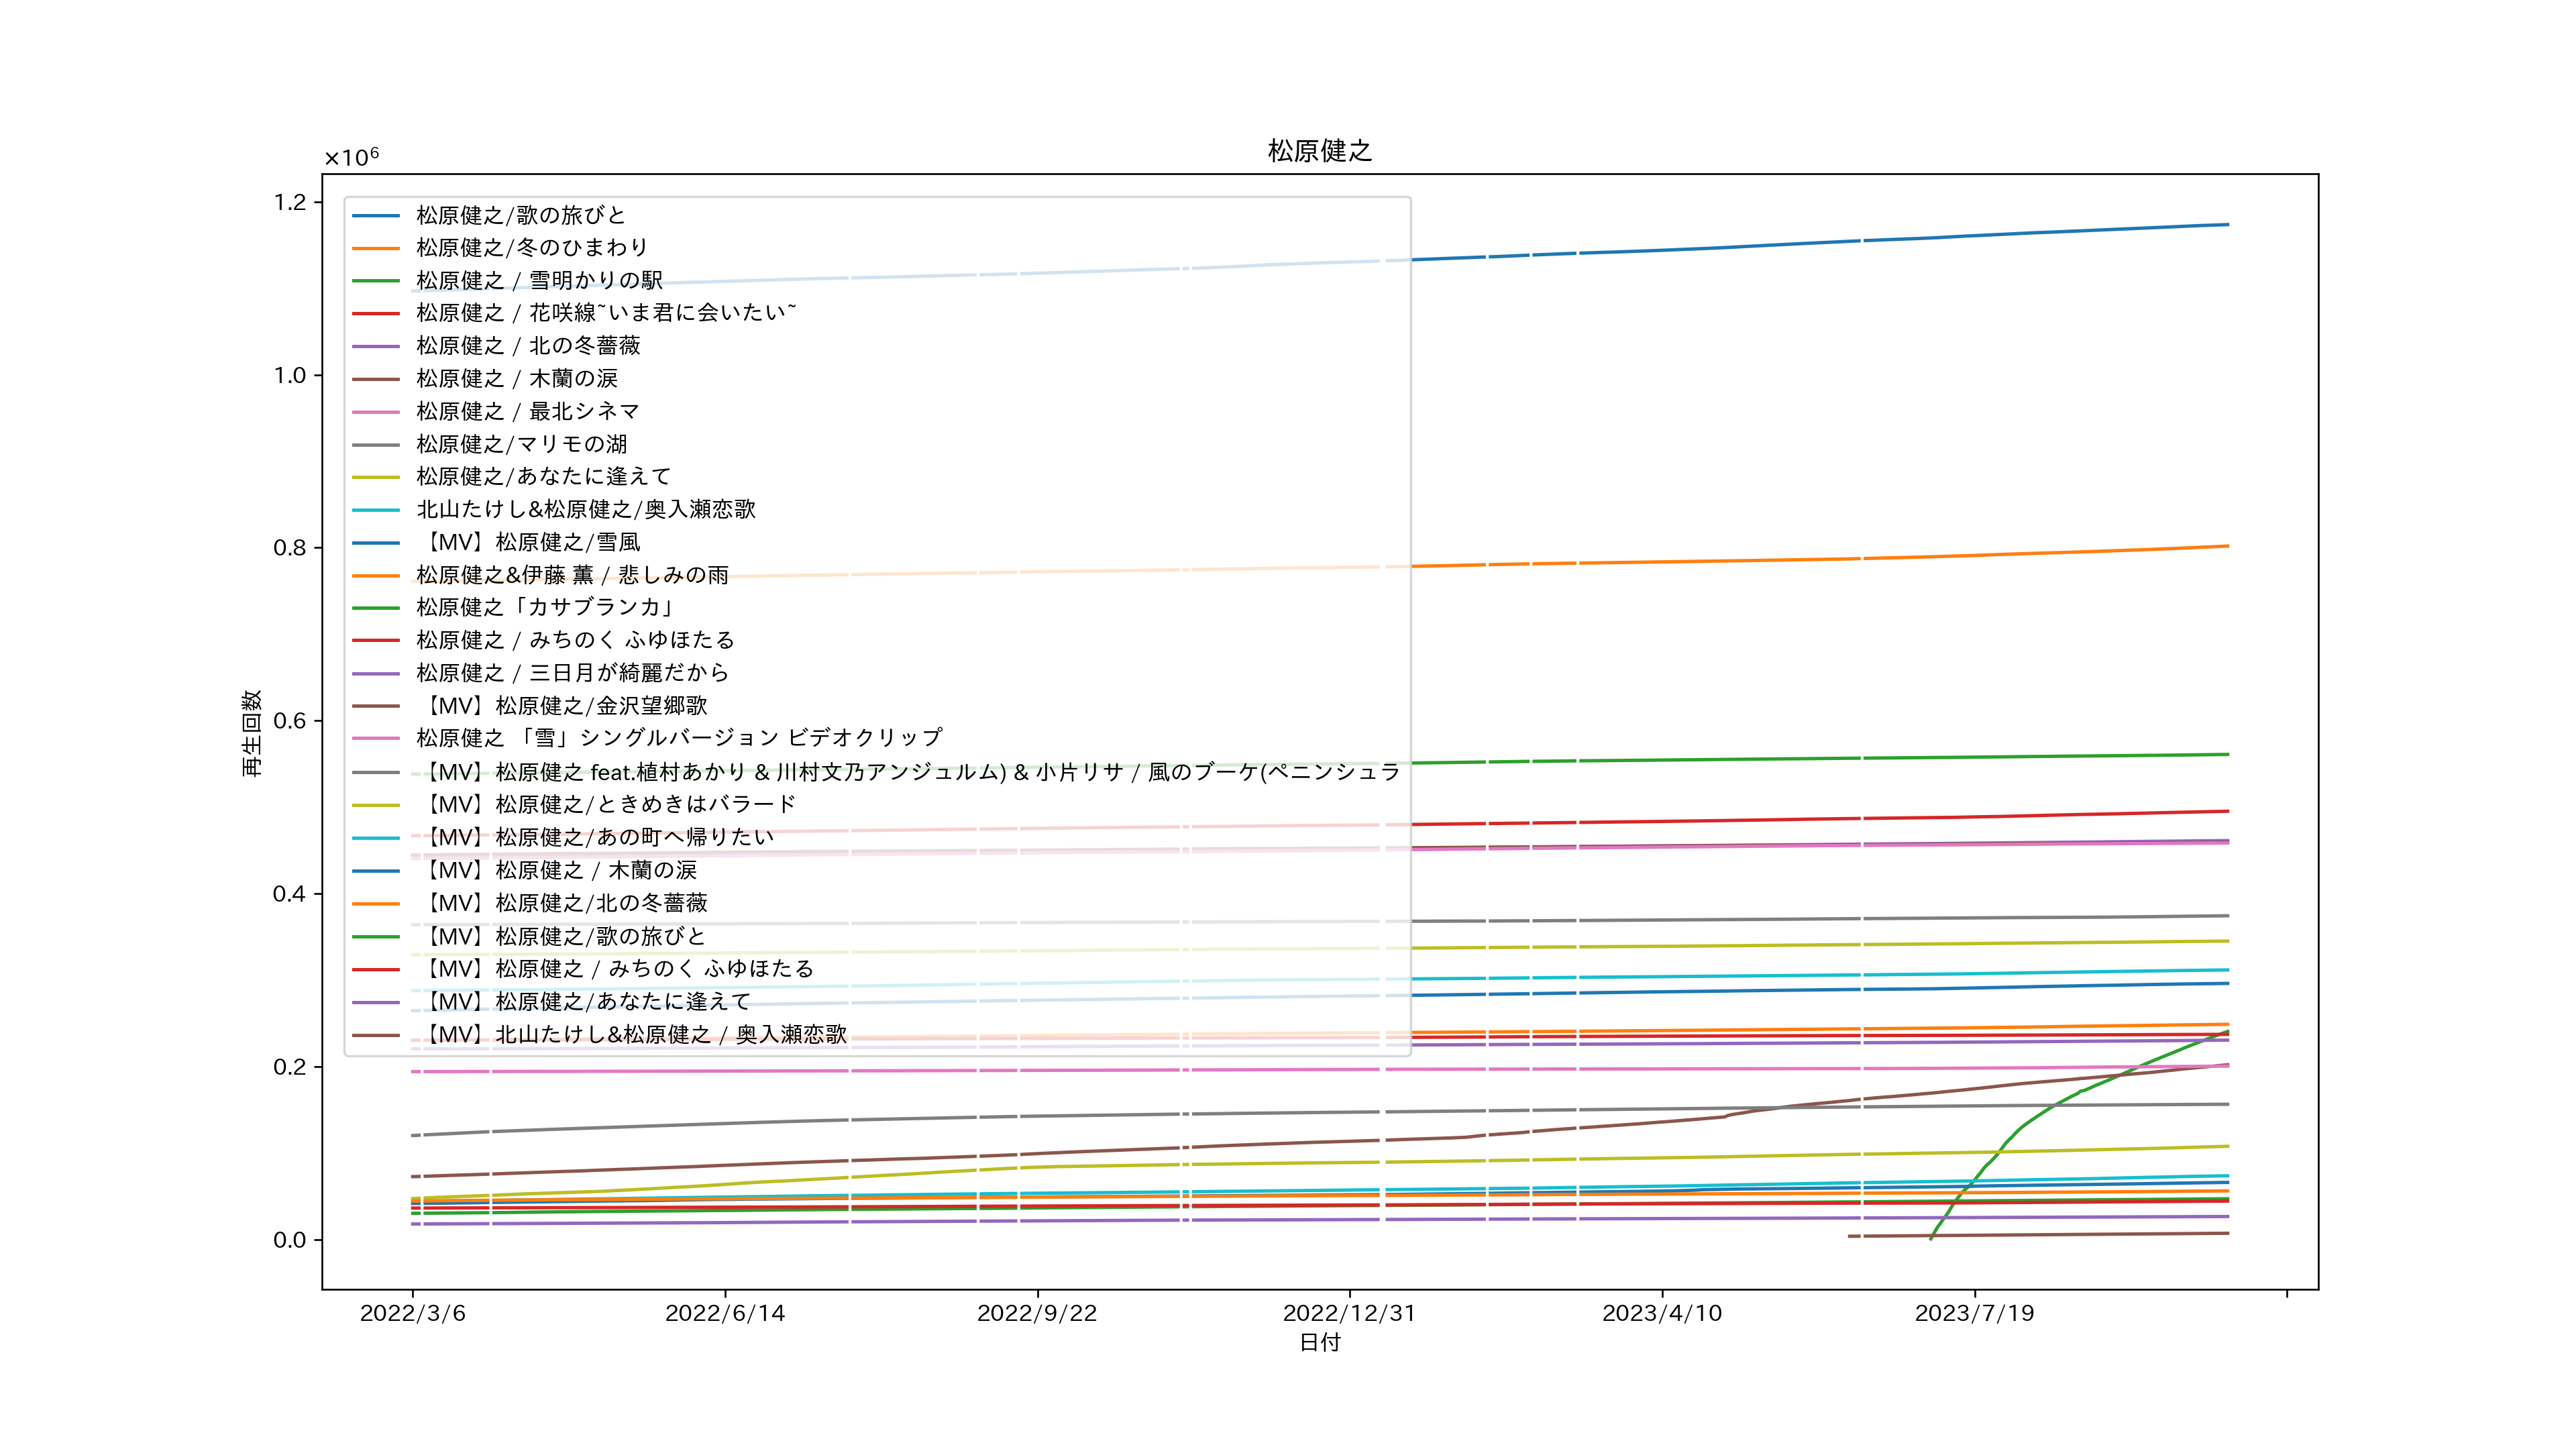 松原健之
×10⁶
1.2
1.0
0.8
0.6
0.4
0.2
0.0
再生回数
松原健之/歌の旅びと
松原健之/冬のひまわり
松原健之 / 雪明かりの駅
松原健之 / 花咲線~いま君に会いたい~
松原健之 / 北の冬薔薇
松原健之 / 木蘭の涙
松原健之 / 最北シネマ
松原健之/マリモの湖
松原健之/あなたに逢えて
北山たけし&松原健之/奥入瀬恋歌
【MV】松原健之/雪風
松原健之&伊藤 薫 / 悲しみの雨
松原健之「カサブランカ」
松原健之 / みちのく ふゆほたる
松原健之 / 三日月が綺麗だから
【MV】松原健之/金沢望郷歌
松原健之 「雪」シングルバージョン ビデオクリップ
【MV】松原健之 feat.植村あかり & 川村文乃アンジュルム) & 小片リサ / 風のブーケ(ペニンシュラ
【MV】松原健之/ときめきはバラード
【MV】松原健之/あの町へ帰りたい
【MV】松原健之 / 木蘭の涙
【MV】松原健之/北の冬薔薇
【MV】松原健之/歌の旅びと
【MV】松原健之 / みちのく ふゆほたる
【MV】松原健之/あなたに逢えて
【MV】北山たけし&松原健之 / 奥入瀬恋歌
2022/3/6 2022/6/14 2022/9/22 2022/12/31 2023/4/10 2023/7/19
日付